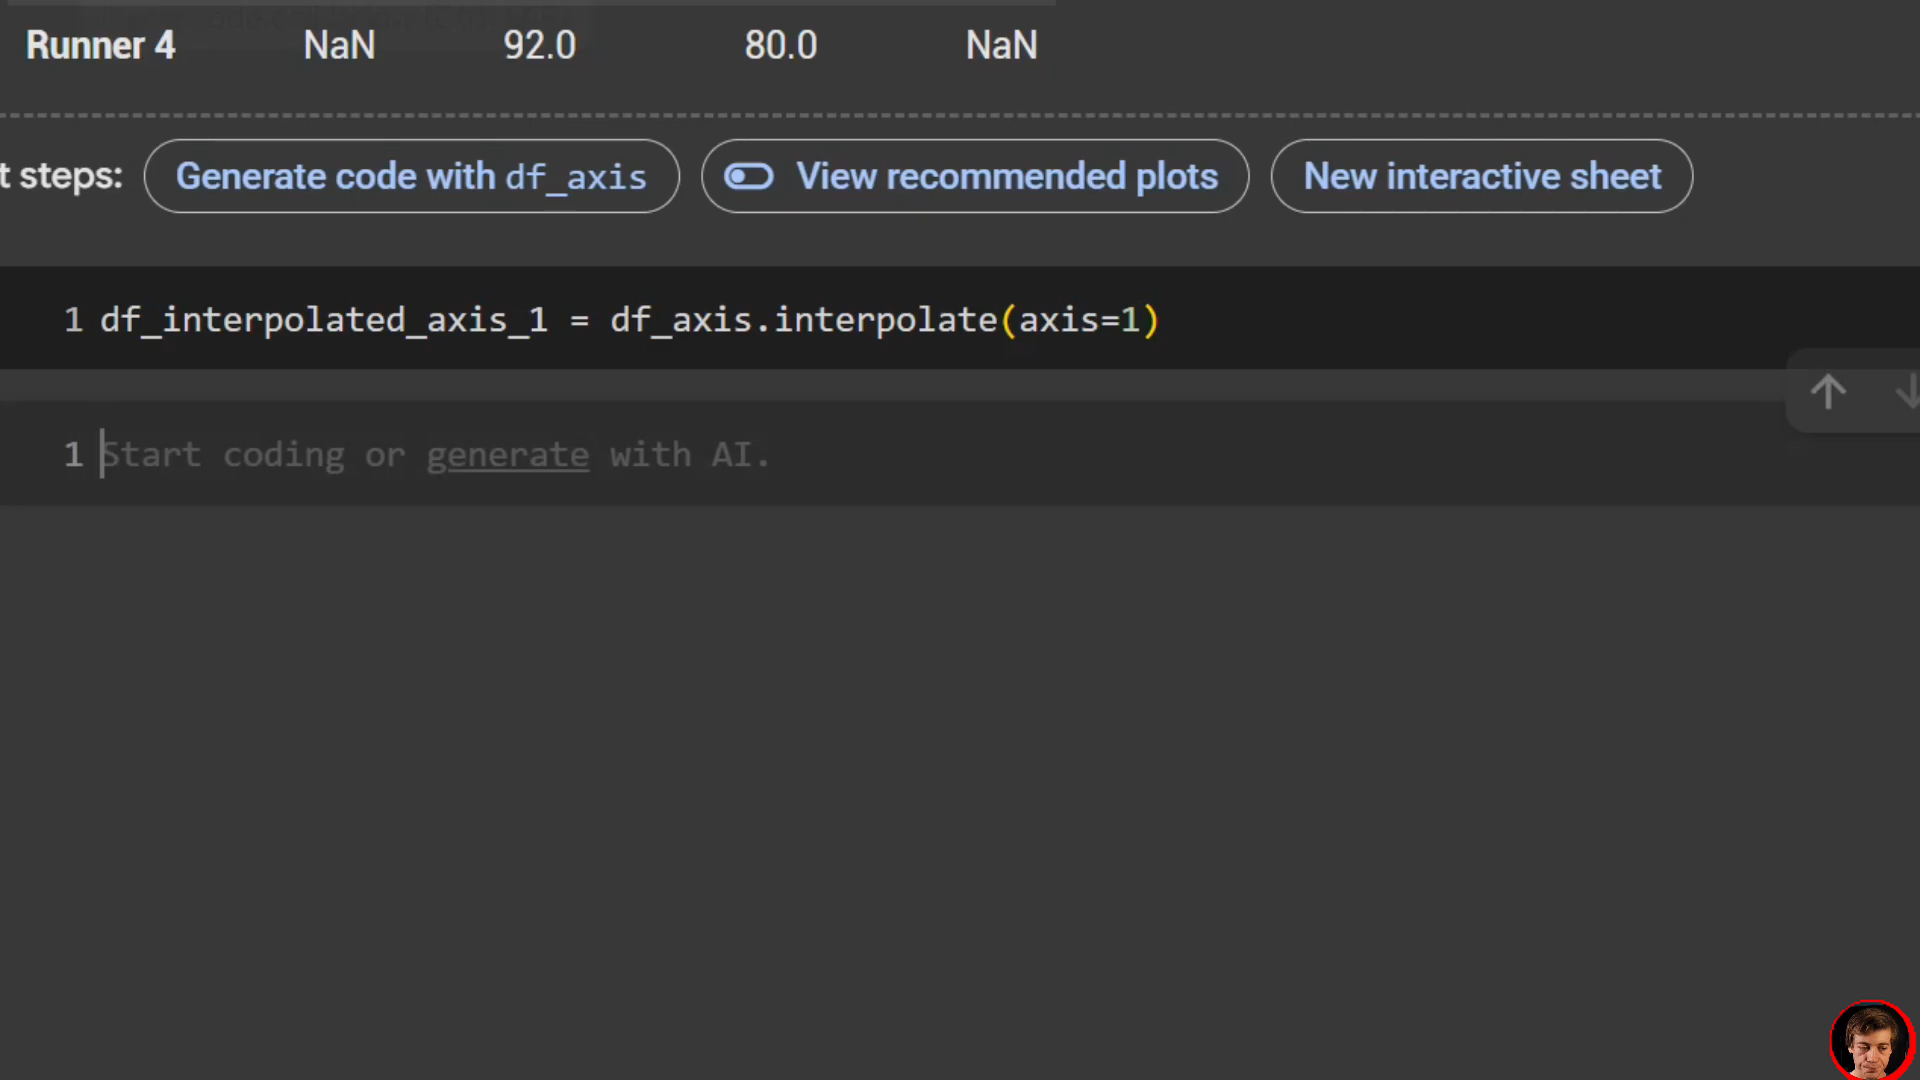 Runner 4 NaN 92.0 80.0 NaN
t steps: Generate code with df_axis View recommended plots New interactive sheet
1 df_interpolated_axis_1 = df_axis.interpolate(axis=1)
1 Start coding or generate with AI.